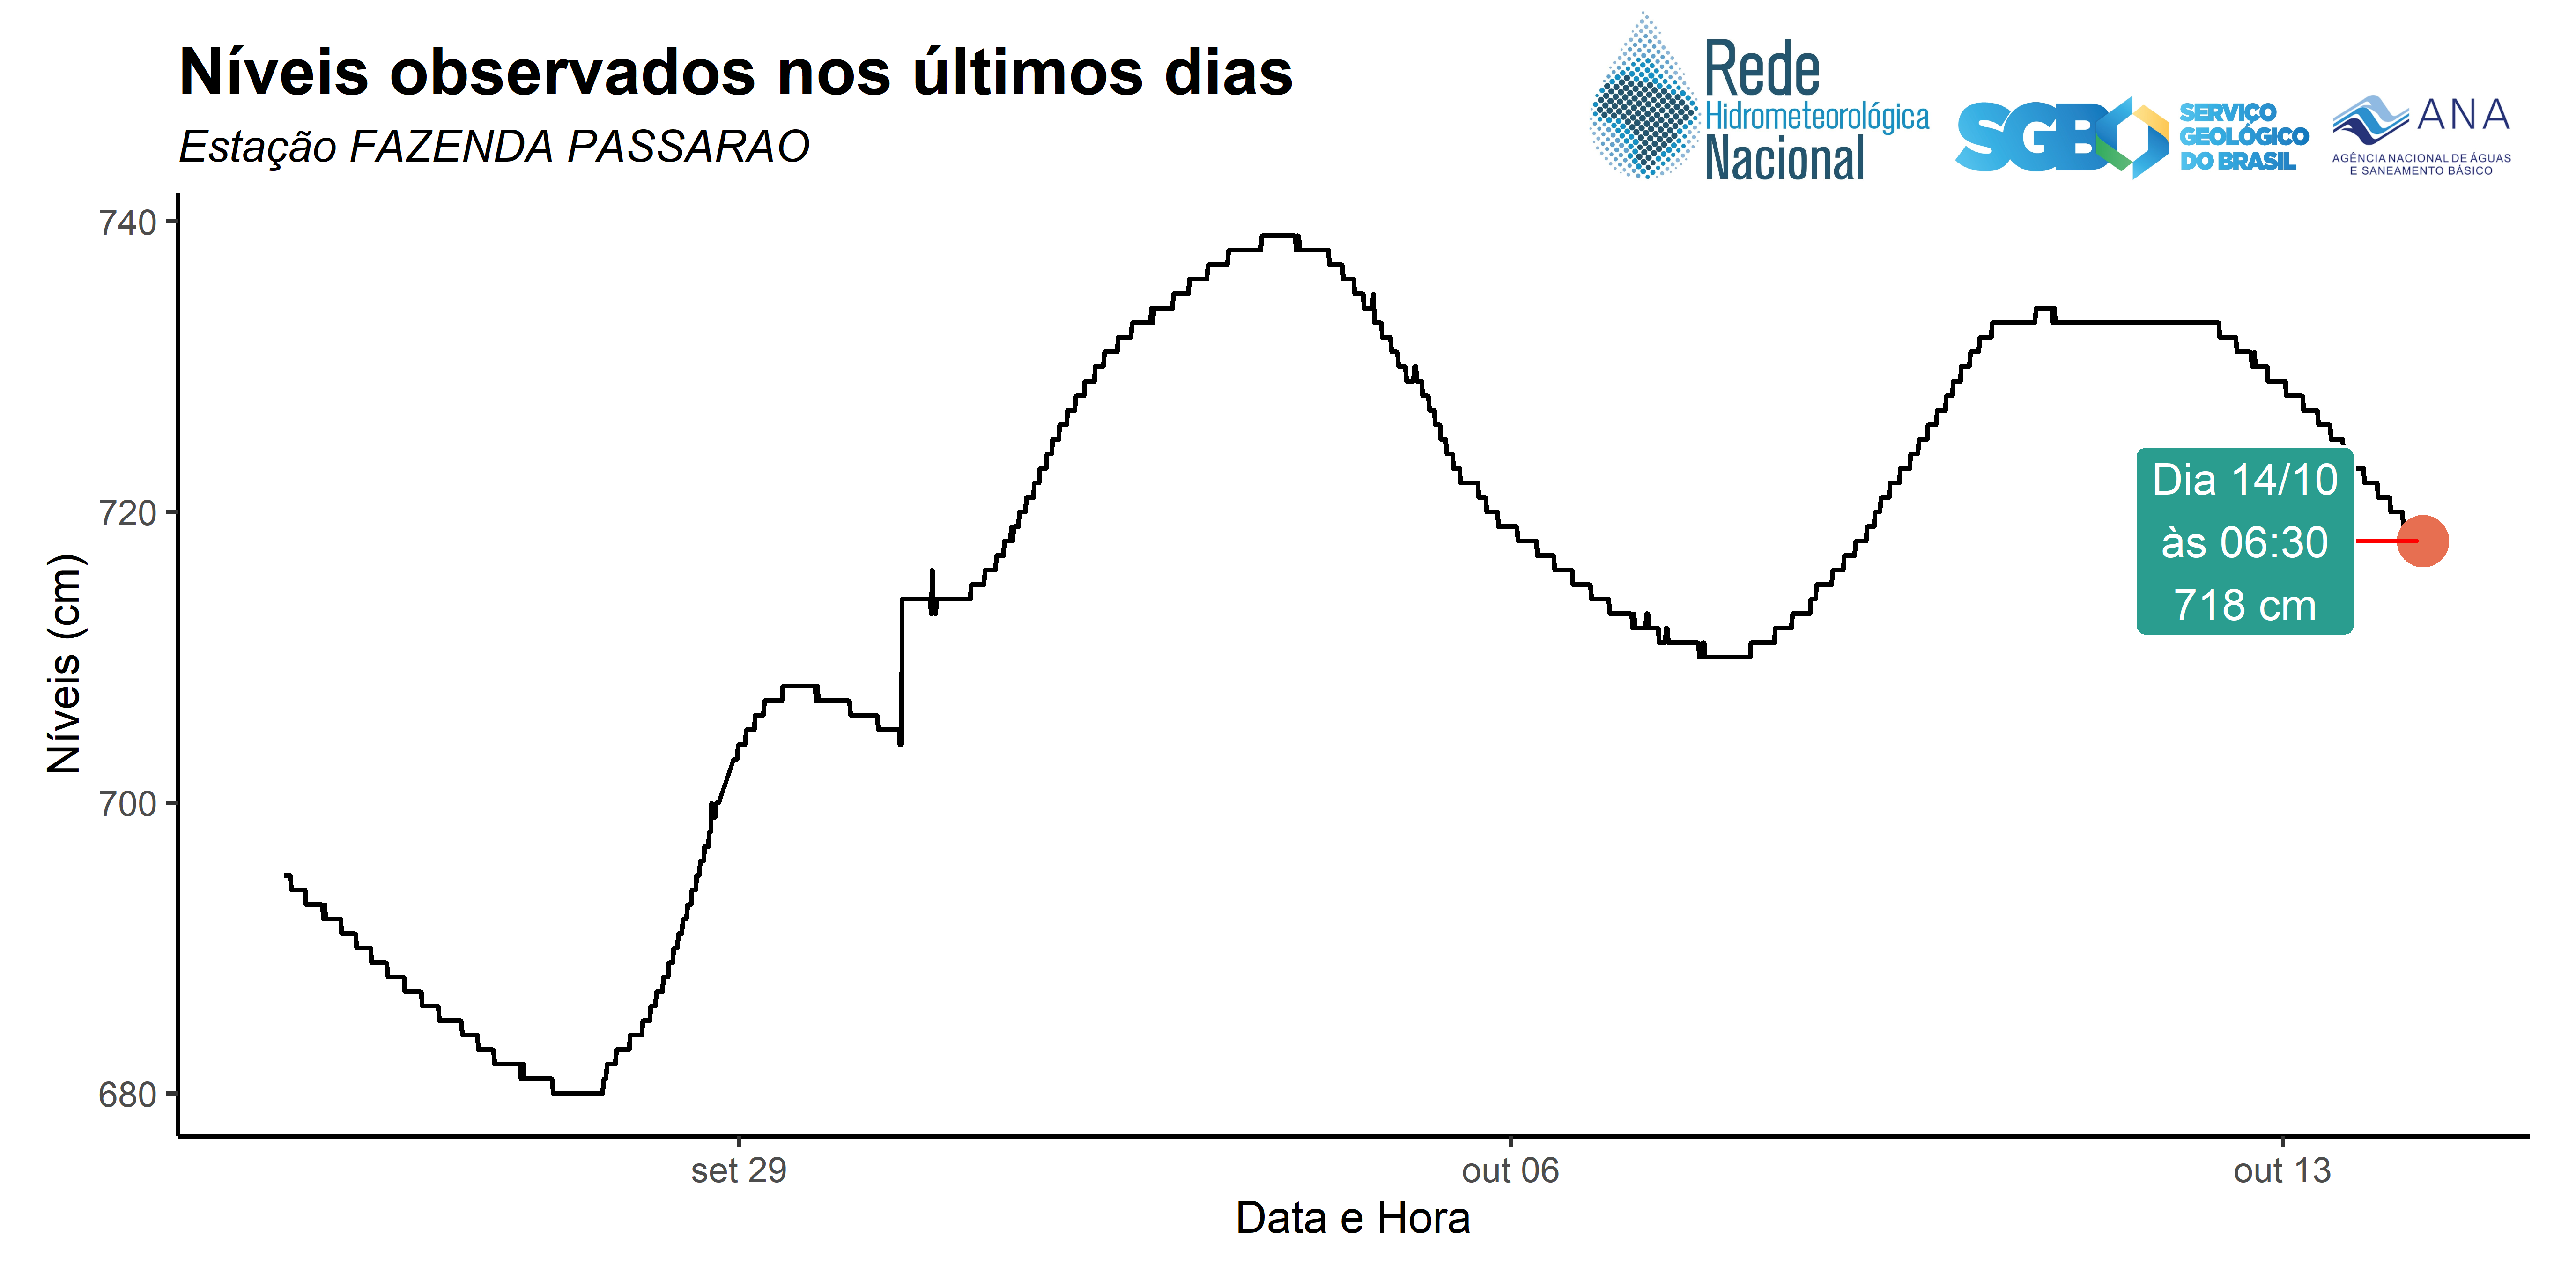 Níveis observados nos últimos dias
Estação FAZENDA PASSARAO
Rede
Hidrometeorológica
Nacional
SGB
SERVIÇO
GEOLÓGICO
DO BRASIL
ANA
AGÊNCIA NACIONAL DE ÁGUAS
E SANEAMENTO BÁSICO
740
720
700
680
Níveis (cm)
Dia 14/10
às 06:30
718 cm
set 29
out 06
out 13
Data e Hora